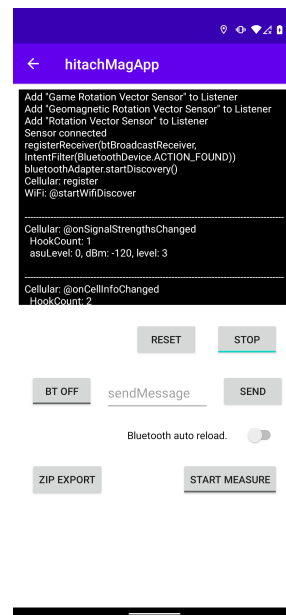 hitachMagApp
Add "Game Rotation Vector Sensor" to Listener
Add "Geomagnetic Rotation Vector Sensor" to Listener
Add "Rotation Vector Sensor" to Listener
Sensor connected
registerReceiver(btBroadcastReceiver,
IntentFilter(BluetoothDevice.ACTION_FOUND))
bluetoothAdapter.startDiscovery()
Cellular: register
WiFi: @startWifiDiscover
Cellular: @onSignalStrengthsChanged
HookCount: 1
asuLevel: 0, dBm: -120, level: 3
Cellular: @onCellInfoChanged
HookCount: 2
RESET STOP
BT OFF sendMessage SEND
Bluetooth auto reload.
ZIP EXPORT START MEASURE